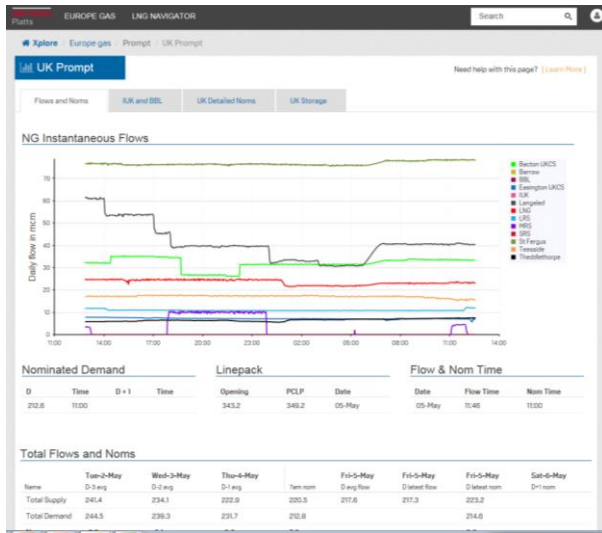 Platts
EUROPE GAS LNG NAVIGATOR
Search
Xplore / Europe gas / Prompt / UK Prompt
UK Prompt
Need help with this page? [Learn More]
Flows and Noms IUK and BBL UK Detailed Noms UK Storage
NG Instantaneous Flows
Daily flow in mcm
70
60
50
40
30
20
10
0
11:00 14:00 17:00 20:00 23:00 02:00 05:00 08:00 11:00 14:00
Bacton UKCS
Barrow
BBL
Easington UKCS
IUK
Langeled
LNG
LRS
MRS
SRS
St Fergus
Teesside
Theddlethorpe
Nominated Demand
D Time D+1 Time
212.8 11:00
Linepack
Opening PCLP Date
343.2 349.2 05-May
Flow & Nom Time
Date Flow Time Nom Time
05-May 11:46 11:00
Total Flows and Noms
Tue-2-May Wed-3-May Thu-4-May Fri-5-May Fri-5-May Fri-5-May Sat-6-May
Name D-3 avg D-2 avg D-1 avg 7am nom D avg flow D latest flow D latest nom D+1 nom
Total Supply 241.4 234.1 222.9 220.5 217.6 217.3 223.2
Total Demand 244.5 239.3 231.7 212.8 214.6